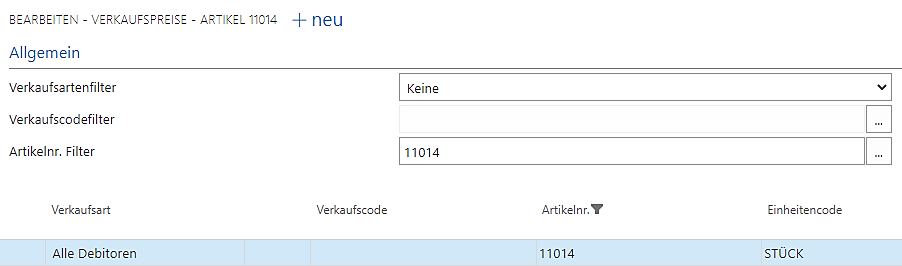 BEARBEITEN - VERKAUFSPREISE - ARTIKEL 11014 + neu
Allgemein
Verkaufsartenfilter Keine
Verkaufscodefilter ...
Artikelnr. Filter 11014 ...
Verkaufsart Verkaufscode Artikelnr. Einheitencode
Alle Debitoren 11014 STÜCK